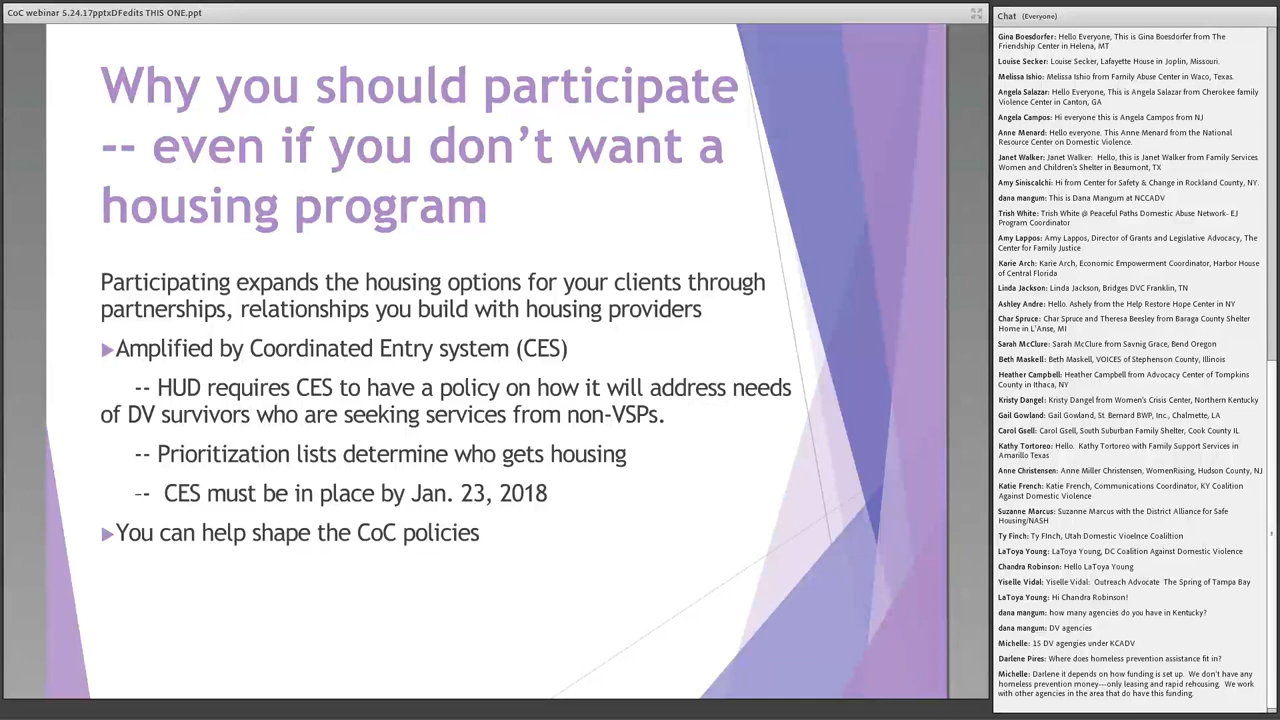 CoC webinar 5.24.17pptxDFedits THIS ONE.ppt
Why you should participate
-- even if you don’t want a
housing program
Participating expands the housing options for your clients through
partnerships, relationships you build with housing providers
▶Amplified by Coordinated Entry system (CES)
-- HUD requires CES to have a policy on how it will address needs
of DV survivors who are seeking services from non-VSPs.
-- Prioritization lists determine who gets housing
-- CES must be in place by Jan. 23, 2018
▶You can help shape the CoC policies
Chat (Everyone)
Gina Boesdorfer: Hello Everyone, This is Gina Boesdorfer from The
Friendship Center in Helena, MT
Louise Secker: Louise Secker, Lafayette House in Joplin, Missouri.
Melissa Ishio: Melissa Ishio from Family Abuse Center in Waco, Texas.
Angela Salazar: Hello Everyone, This is Angela Salazar from Cherokee family
Violence Center in Canton, GA
Angela Campos: Hi everyone this is Angela Campos from NJ
Anne Menard: Hello everyone. This Anne Menard from the National
Resource Center on Domestic Violence.
Janet Walker: Janet Walker: Hello, this is Janet Walker from Family Services
Women and Children's Shelter in Beaumont, TX
Amy Siniscalchi: Hi from Center for Safety & Change in Rockland County, NY.
dana mangum: This is Dana Mangum at NCCADV
Trish White: Trish White @ Peaceful Paths Domestic Abuse Network- EJ
Program Coordinator
Amy Lappos: Amy Lappos, Director of Grants and Legislative Advocacy, The
Center for Family Justice
Karie Arch: Karie Arch, Economic Empowerment Coordinator, Harbor House
of Central Florida
Linda Jackson: Linda Jackson, Bridges DVC Franklin, TN
Ashley Andre: Hello. Ashely from the Help Restore Hope Center in NY
Char Spruce: Char Spruce and Theresa Beesley from Baraga County Shelter
Home in L'Anse, MI
Sarah McClure: Sarah McClure from Savnig Grace, Bend Oregon
Beth Maskell: Beth Maskell, VOICES of Stephenson County, Illinois
Heather Campbell: Heather Campbell from Advocacy Center of Tompkins
County in Ithaca, NY
Kristy Dangel: Kristy Dangel from Women's Crisis Center, Northern Kentucky
Gail Gowland: Gail Gowland, St. Bernard BWP, Inc., Chalmette, LA
Carol Gsell: Carol Gsell, South Suburban Family Shelter, Cook County IL
Kathy Tortoreo: Hello. Kathy Tortoreo with Family Support Services in
Amarillo Texas
Anne Christensen: Anne Miller Christensen, WomenRising, Hudson County, NJ
Katie French: Katie French, Communications Coordinator, KY Coalition
Against Domestic Violence
Suzanne Marcus: Suzanne Marcus with the District Alliance for Safe
Housing/NASH
Ty Finch: Ty FInch, Utah Domestic Vioelnce Coaliltion
LaToya Young: LaToya Young, DC Coalition Against Domestic Violence
Chandra Robinson: Hello LaToya Young
Yiselle Vidal: Yiselle Vidal: Outreach Advocate The Spring of Tampa Bay
LaToya Young: Hi Chandra Robinson!
dana mangum: how many agencies do you have in Kentucky?
dana mangum: DV agencies
Michelle: 15 DV agengies under KCADV
Darlene Pires: Where does homeless prevention assistance fit in?
Michelle: Darlene it depends on how funding is set up. We don't have any
homeless prevention money---only leasing and rapid rehousing. We work
with other agencies in the area that do have this funding.